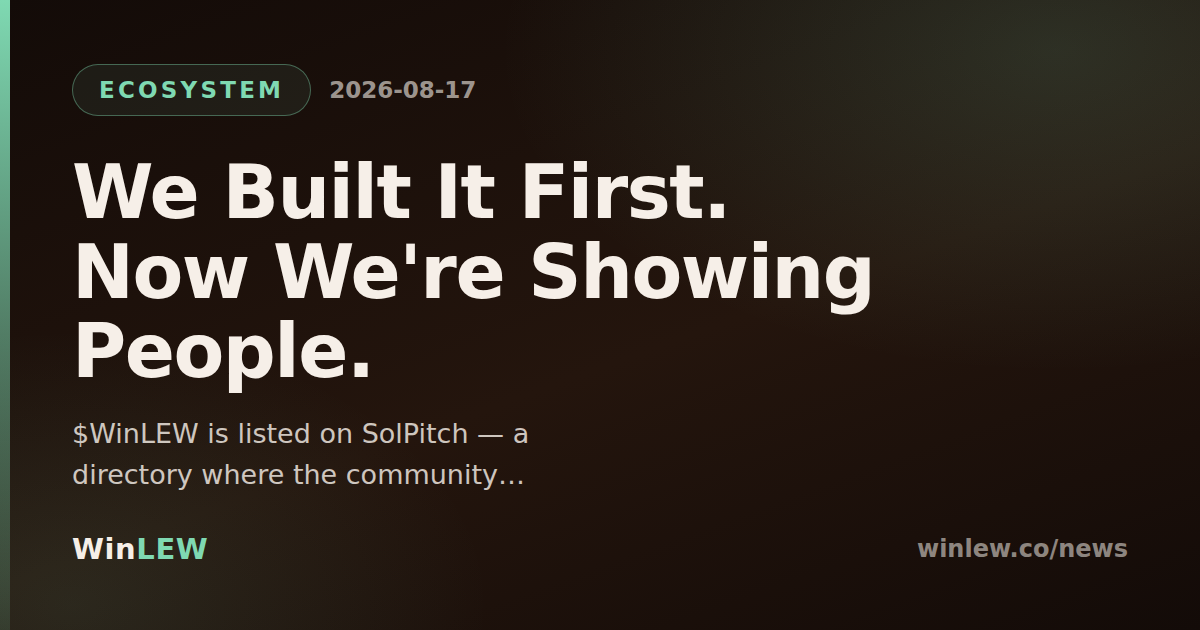 ECOSYSTEM 2026-08-17
We Built It First.
Now We're Showing
People.
$WinLEW is listed on SolPitch — a
directory where the community…
WinLEW winlew.co/news